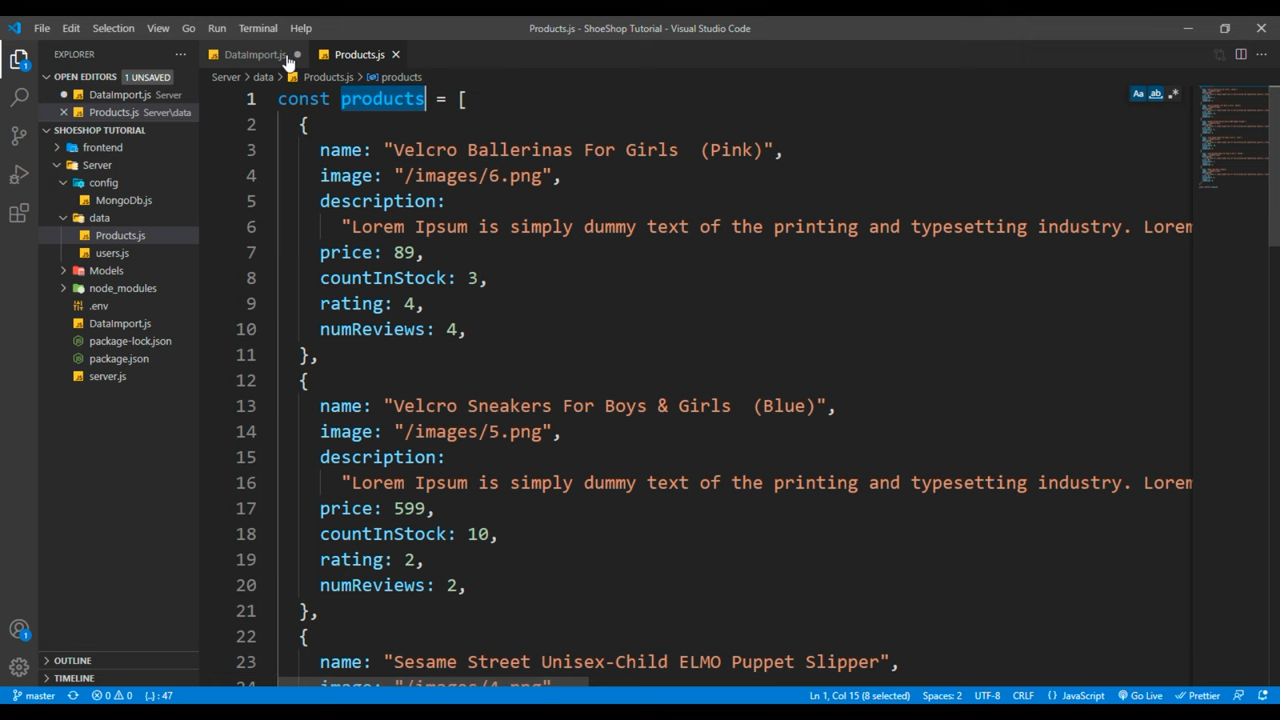 File Edit Selection View Go Run Terminal Help
Products.js - ShoeShop Tutorial - Visual Studio Code
EXPLORER
DataImport.js
Products.js
OPEN EDITORS 1 UNSAVED
Server > data > Products.js > products
DataImport.js Server
Products.js Server\data
SHOESHOP TUTORIAL
frontend
Server
config
MongoDb.js
data
Products.js
users.js
Models
node_modules
.env
DataImport.js
package-lock.json
package.json
server.js
OUTLINE
TIMELINE
1 const products = [
2 {
3 name: "Velcro Ballerinas For Girls  (Pink)",
4 image: "/images/6.png",
5 description:
6 "Lorem Ipsum is simply dummy text of the printing and typesetting industry. Lorem
7 price: 89,
8 countInStock: 3,
9 rating: 4,
10 numReviews: 4,
11 },
12 {
13 name: "Velcro Sneakers For Boys & Girls  (Blue)",
14 image: "/images/5.png",
15 description:
16 "Lorem Ipsum is simply dummy text of the printing and typesetting industry. Lorem
17 price: 599,
18 countInStock: 10,
19 rating: 2,
20 numReviews: 2,
21 },
22 {
23 name: "Sesame Street Unisex-Child ELMO Puppet Slipper",
24 image: "/images/4.png"
master 0 0 {..} : 47
Ln 1, Col 15 (8 selected) Spaces: 2 UTF-8 CRLF {} JavaScript Go Live Prettier